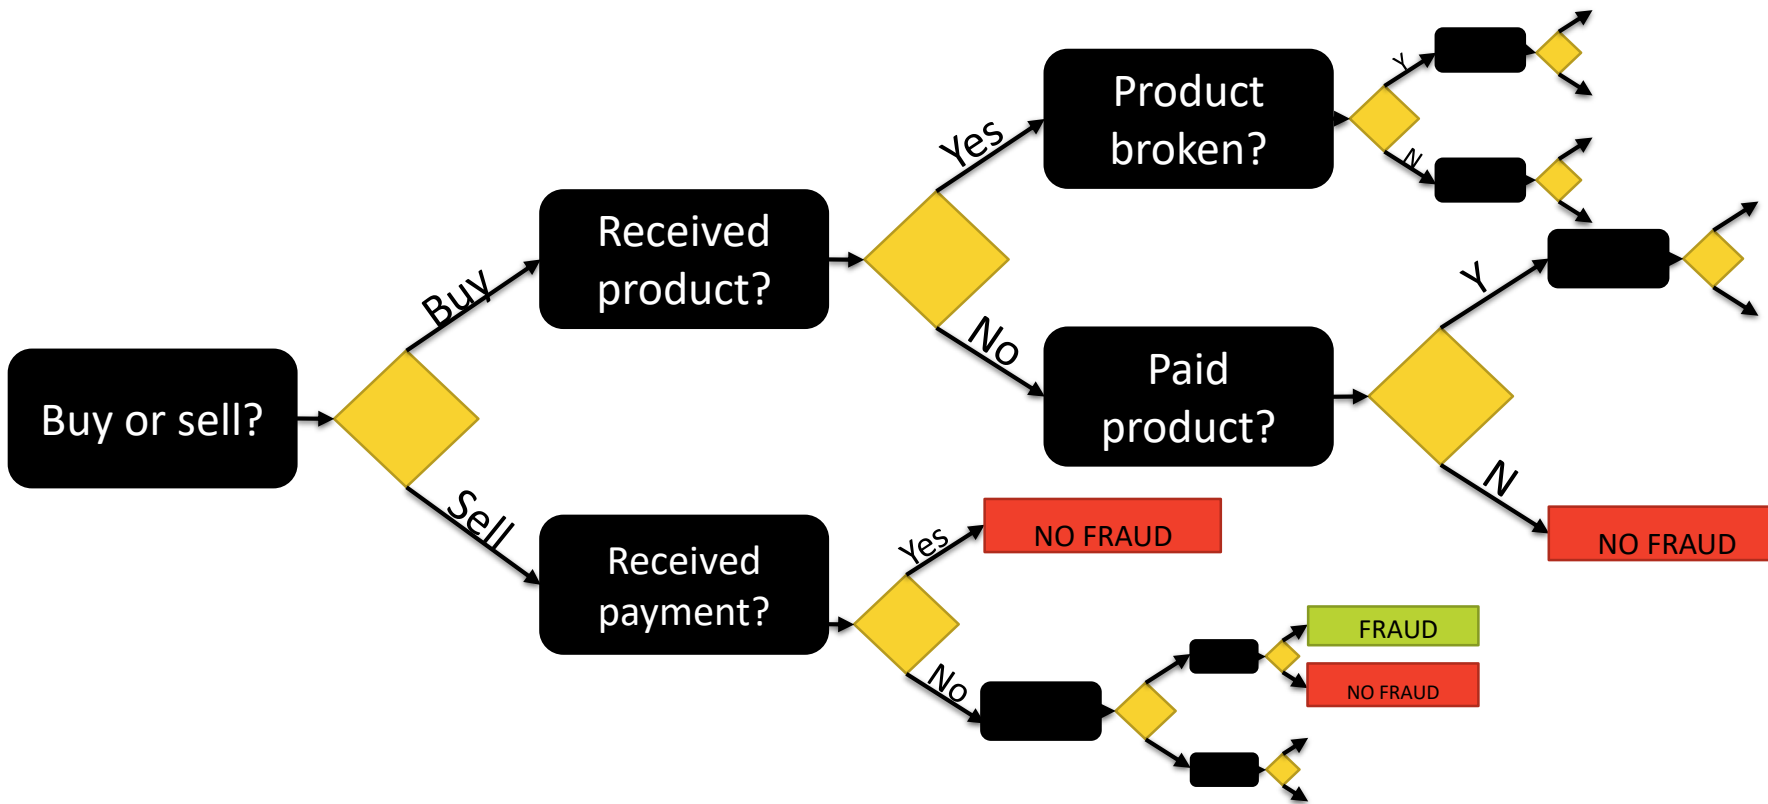 Buy or sell?
Buy
Sell
Received
product?
Yes
No
Product
broken?
Y
N
Paid
product?
Y
N
NO FRAUD
Received
payment?
Yes
No
NO FRAUD
FRAUD
NO FRAUD